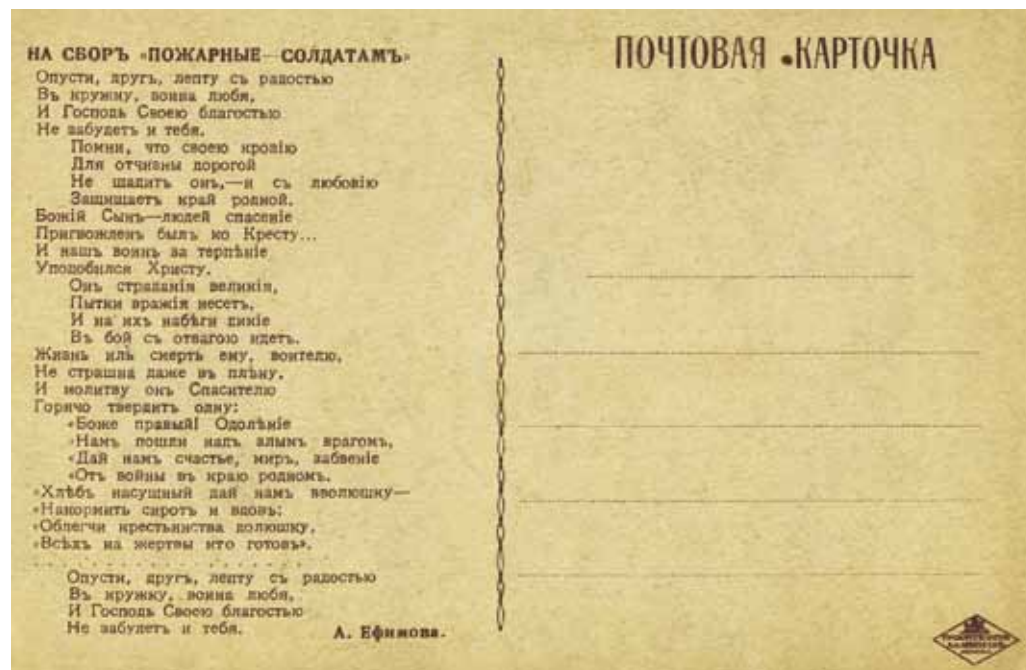 НА СБОРЪ «ПОЖАРНЫЕ—СОЛДАТАМЪ»
Опусти, другъ, лепту съ радостью
Въ кружку, воина любя,
И Господь Своею благостью
Не забудетъ и тебя.
Помни, что своею кровію
Для отчизны дорогой
Не щадитъ онъ,—и съ любовію
Защищаетъ край родной.
Божій Сынъ—людей спасеніе
Пригвожденъ былъ ко Кресту...
И нашъ воинъ за терпѣніе
Уподобился Христу.
Онъ страданія великія,
Пытки вражія несетъ,
И на ихъ набѣги дикіе
Въ бой съ отвагою идетъ.
Жизнь иль смерть ему, воителю,
Не страшна даже въ плѣну,
И молитву онъ Спасителю
Горячо твердитъ одну:
«Боже правый! Одолѣніе
«Намъ пошли надъ злымъ врагомъ,
«Дай намъ счастье, миръ, забвеніе
«Отъ войны въ краю родномъ.
«Хлѣбъ насущный дай намъ вволюшку—
«Накормить сиротъ и вдовъ:
«Облегчи крестьянства долюшку,
«Всѣхъ на жертвы кто готовъ».
Опусти, другъ, лепту съ радостью
Въ кружку, воина любя,
И Господь Своею благостью
Не забудетъ и тебя.
А. Ефимова.
ПОЧТОВАЯ КАРТОЧКА